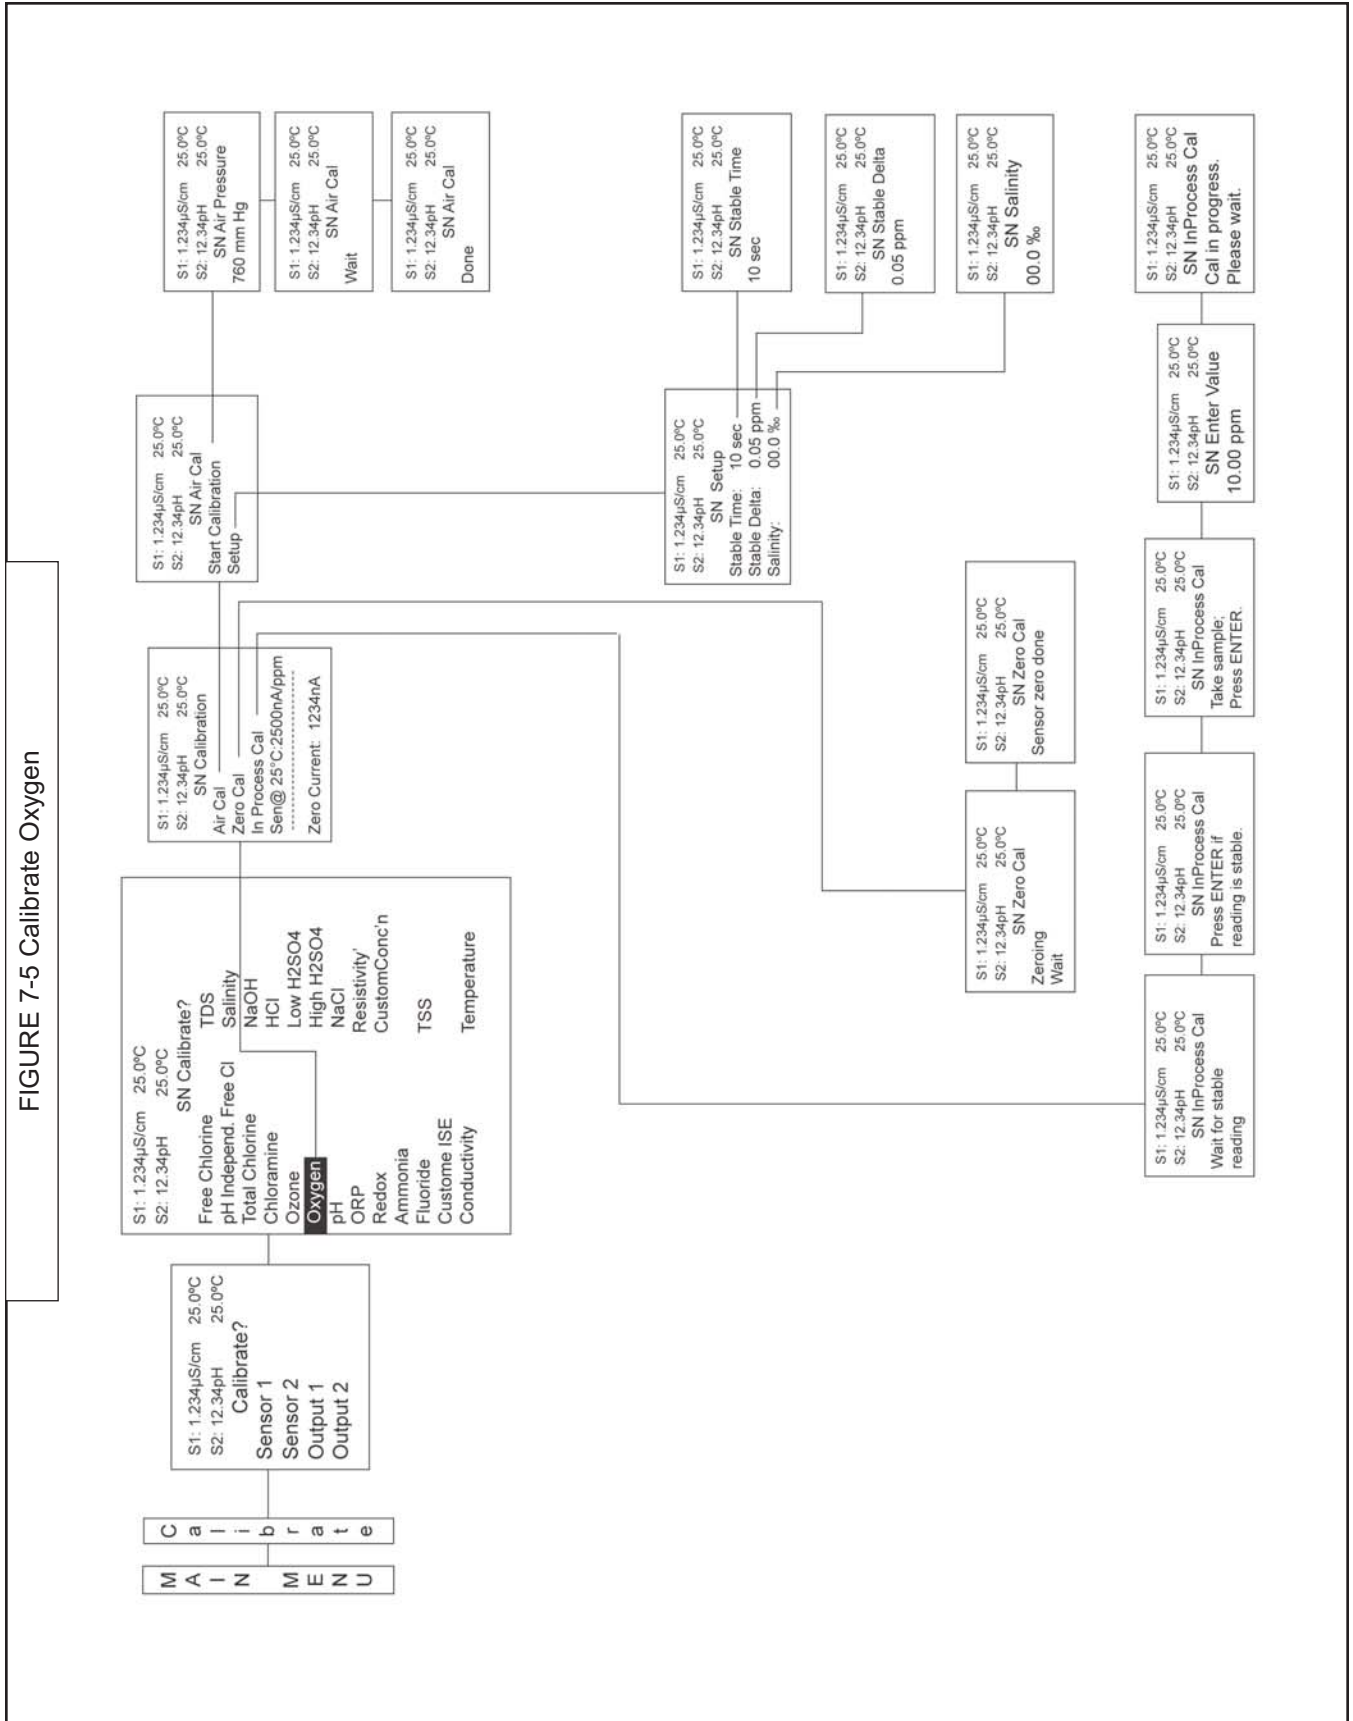 FIGURE 7-5 Calibrate Oxygen
MAIN MENU
Calibrate
S1: 1.234µS/cm 25.0ºC
S2: 12.34pH 25.0ºC
Calibrate?
Sensor 1
Sensor 2
Output 1
Output 2
S1: 1.234µS/cm 25.0ºC
S2: 12.34pH 25.0ºC
SN Calibrate?
Free Chlorine TDS
pH Independ. Free Cl Salinity
Total Chlorine NaOH
Chloramine HCl
Ozone Low H2SO4
Oxygen High H2SO4
pH NaCl
ORP Resistivity'
Redox CustomConc'n
Ammonia
Fluoride TSS
Custome ISE
Conductivity Temperature
S1: 1.234µS/cm 25.0ºC
S2: 12.34pH 25.0ºC
SN Calibration
Air Cal
Zero Cal
In Process Cal
Sen@ 25°C:2500nA/ppm
---------------------
Zero Current: 1234nA
S1: 1.234µS/cm 25.0ºC
S2: 12.34pH 25.0ºC
SN Air Cal
Start Calibration
Setup
S1: 1.234µS/cm 25.0ºC
S2: 12.34pH 25.0ºC
SN Air Pressure
760 mm Hg
S1: 1.234µS/cm 25.0ºC
S2: 12.34pH 25.0ºC
SN Air Cal
Wait
S1: 1.234µS/cm 25.0ºC
S2: 12.34pH 25.0ºC
SN Air Cal
Done
S1: 1.234µS/cm 25.0ºC
S2: 12.34pH 25.0ºC
SN Setup
Stable Time: 10 sec
Stable Delta: 0.05 ppm
Salinity: 00.0 ‰
S1: 1.234µS/cm 25.0ºC
S2: 12.34pH 25.0ºC
SN Stable Time
10 sec
S1: 1.234µS/cm 25.0ºC
S2: 12.34pH 25.0ºC
SN Stable Delta
0.05 ppm
S1: 1.234µS/cm 25.0ºC
S2: 12.34pH 25.0ºC
SN Salinity
00.0 ‰
S1: 1.234µS/cm 25.0ºC
S2: 12.34pH 25.0ºC
SN Zero Cal
Zeroing
Wait
S1: 1.234µS/cm 25.0ºC
S2: 12.34pH 25.0ºC
SN Zero Cal
Sensor zero done
S1: 1.234µS/cm 25.0ºC
S2: 12.34pH 25.0ºC
SN InProcess Cal
Wait for stable
reading
S1: 1.234µS/cm 25.0ºC
S2: 12.34pH 25.0ºC
SN InProcess Cal
Press ENTER if
reading is stable.
S1: 1.234µS/cm 25.0ºC
S2: 12.34pH 25.0ºC
SN InProcess Cal
Take sample;
Press ENTER.
S1: 1.234µS/cm 25.0ºC
S2: 12.34pH 25.0ºC
SN Enter Value
10.00 ppm
S1: 1.234µS/cm 25.0ºC
S2: 12.34pH 25.0ºC
SN InProcess Cal
Cal in progress.
Please wait.